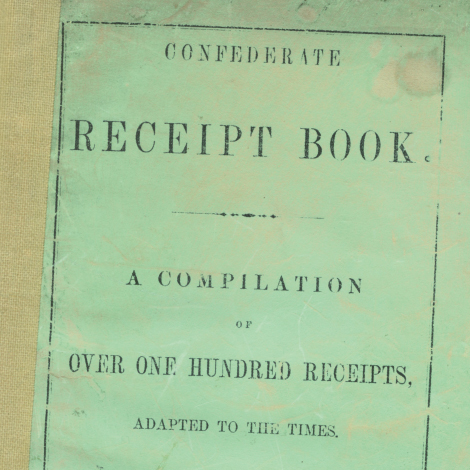 CONFEDERATE
RECEIPT BOOK.
A COMPILATION
OF
OVER ONE HUNDRED RECEIPTS,
ADAPTED TO THE TIMES.